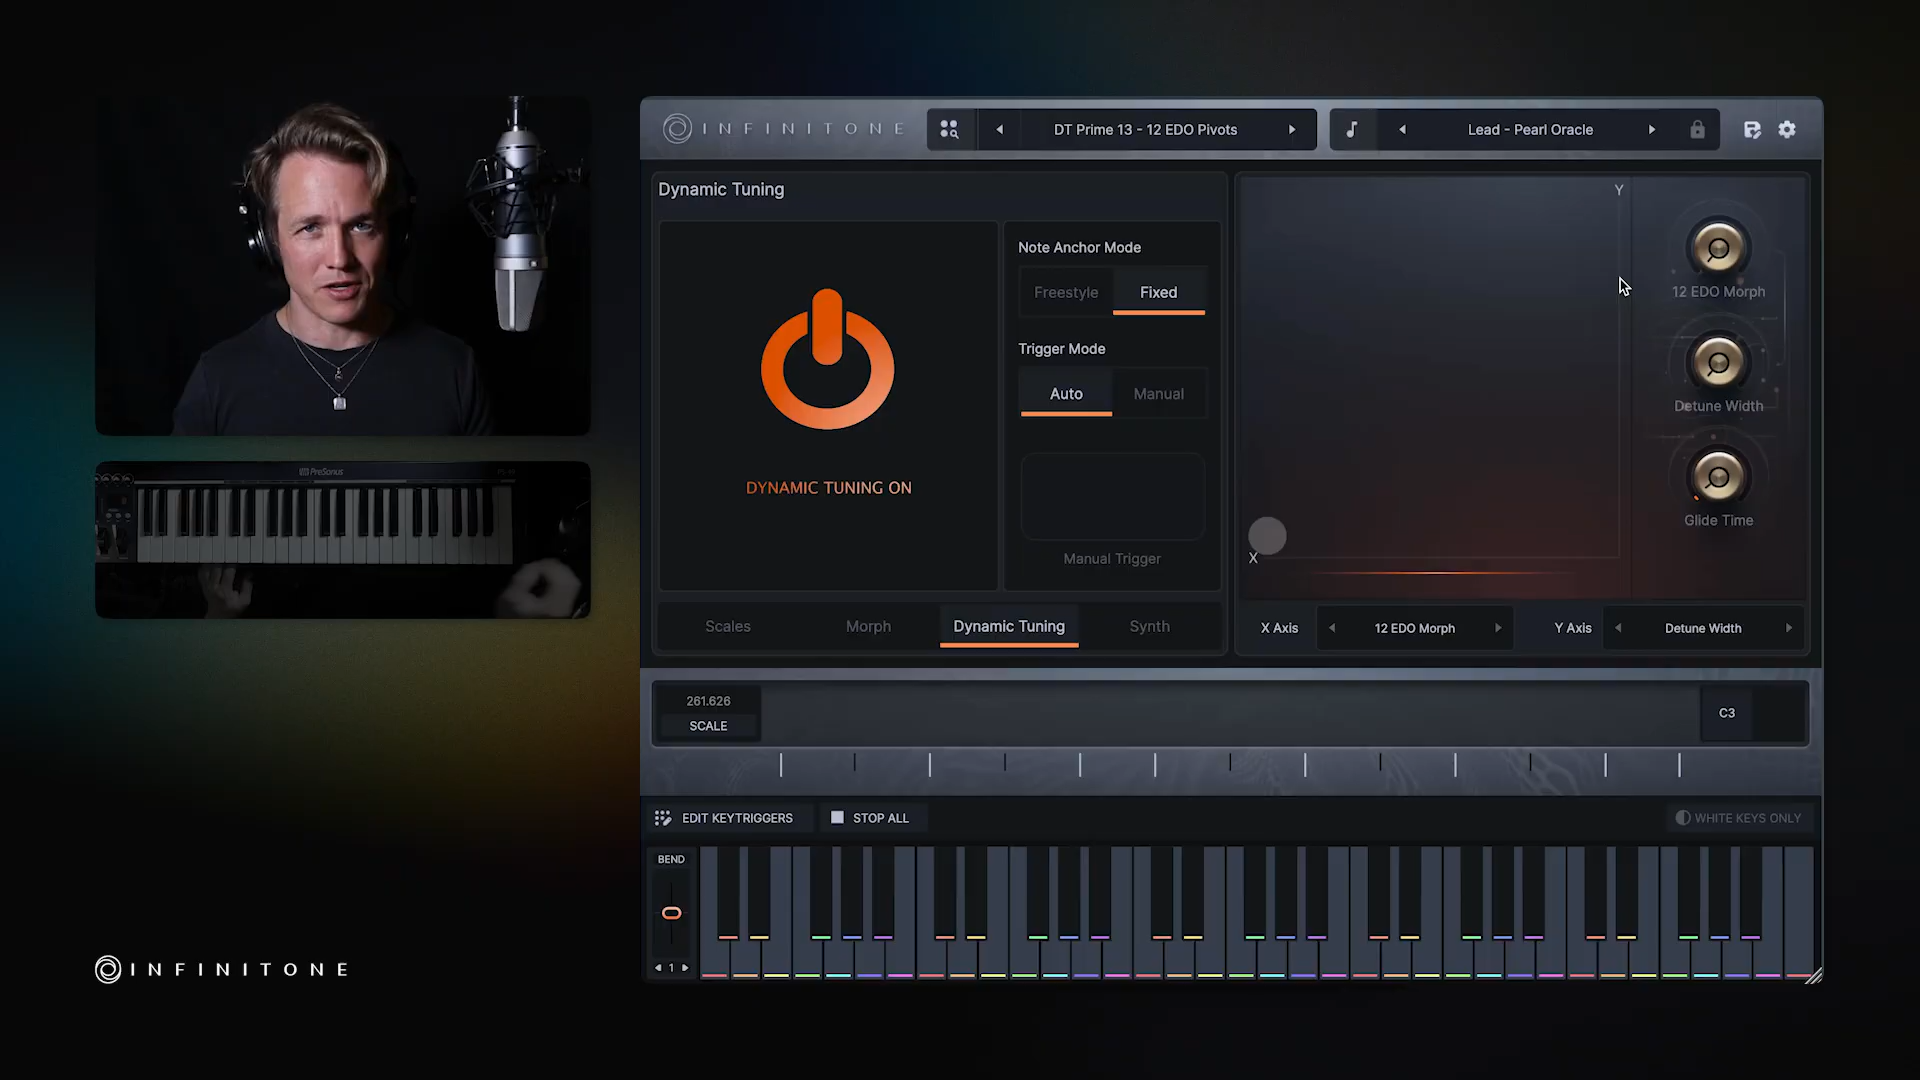 PreSonus
INFINITONE
INFINITONE
DT Prime 13 - 12 EDO Pivots
Lead - Pearl Oracle
Dynamic Tuning
DYNAMIC TUNING ON
Note Anchor Mode
Freestyle
Fixed
Trigger Mode
Auto
Manual
Manual Trigger
Scales
Morph
Dynamic Tuning
Synth
Y
X
12 EDO Morph
Detune Width
Glide Time
X Axis
12 EDO Morph
Y Axis
Detune Width
261.626
SCALE
C3
EDIT KEYTRIGGERS
STOP ALL
WHITE KEYS ONLY
BEND
1